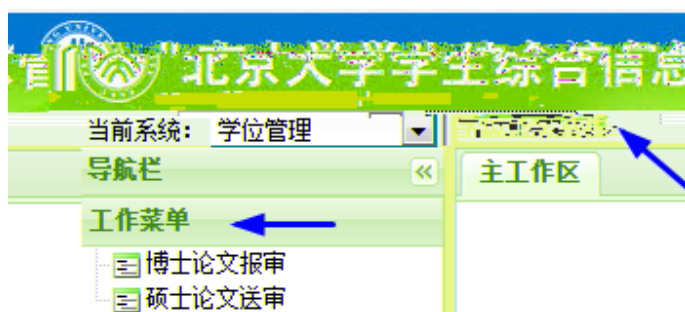 北京大学学生综合信息
当前系统： 学位管理
导航栏
主工作区
工作菜单
博士论文报审
硕士论文送审